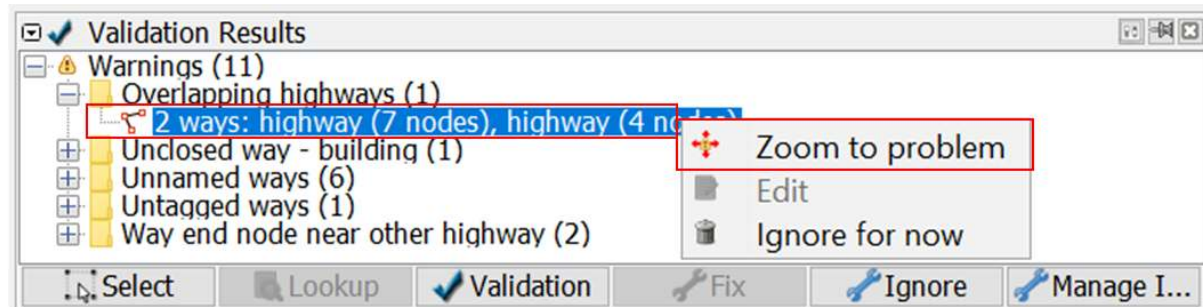 Validation Results
Warnings (11)
Overlapping highways (1)
2 ways: highway (7 nodes), highway (4 nodes)
Zoom to problem
Unclosed way - building (1)
Unnamed ways (6)
Edit
Untagged ways (1)
Way end node near other highway (2)
Ignore for now
Select Lookup Validation Fix Ignore Manage I...